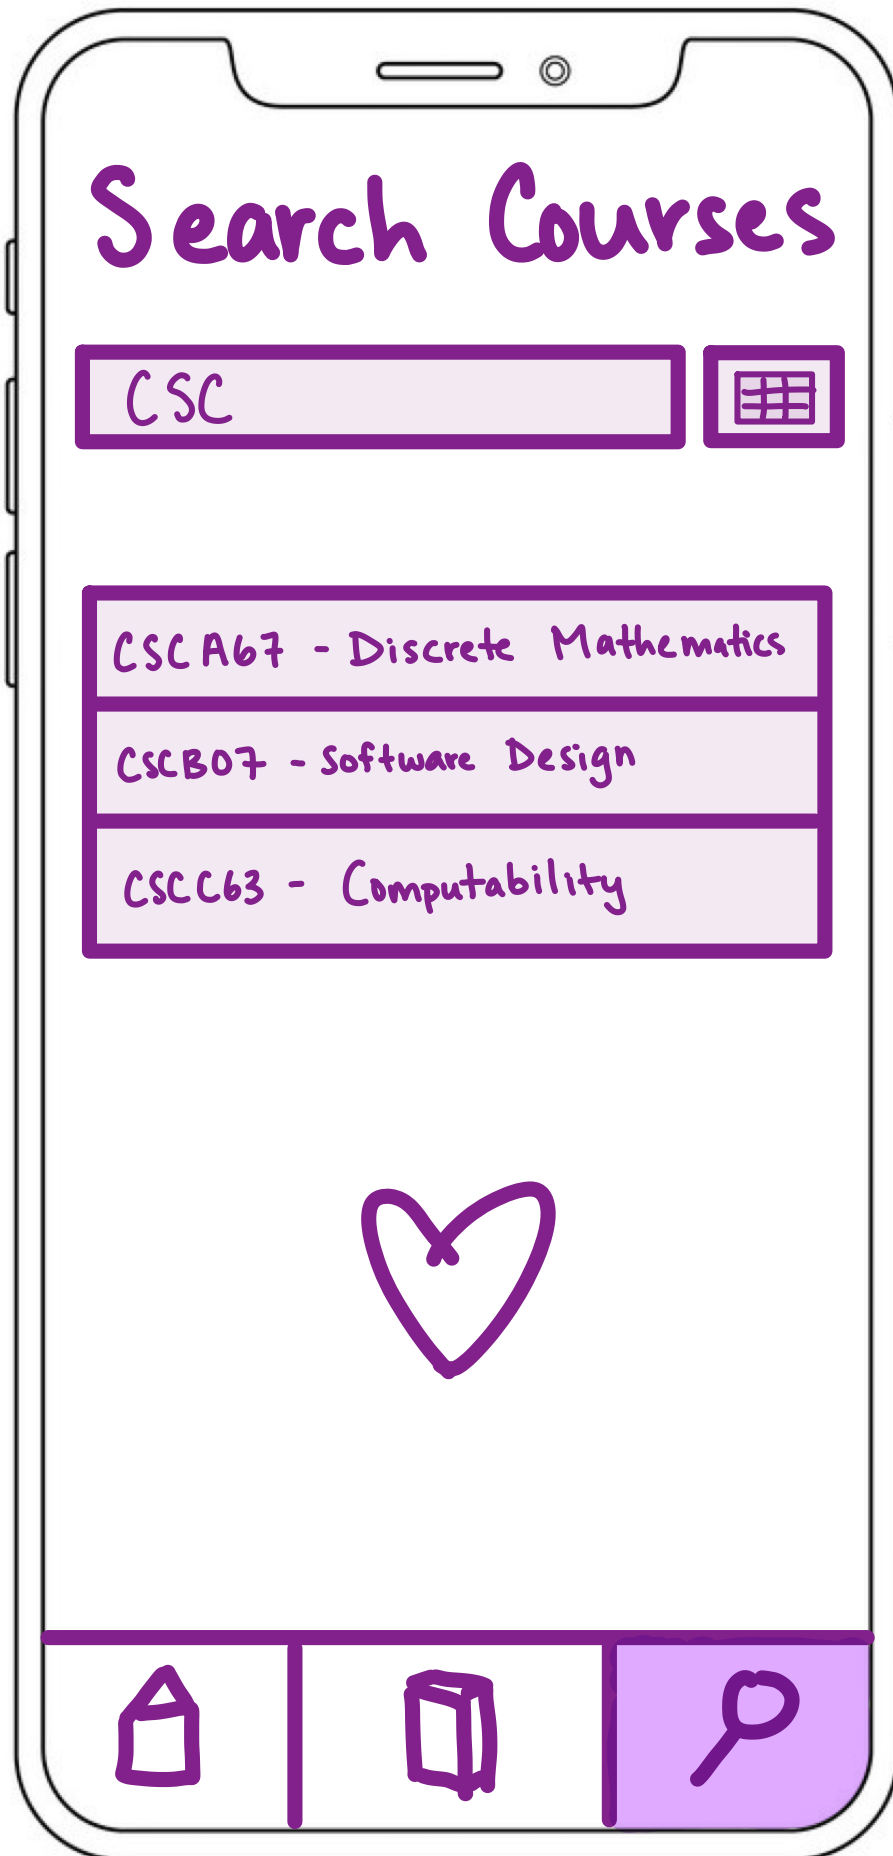 Search Courses
CSC
CSCA67 - Discrete Mathematics
CSCB07 - Software Design
CSCC63 - Computability